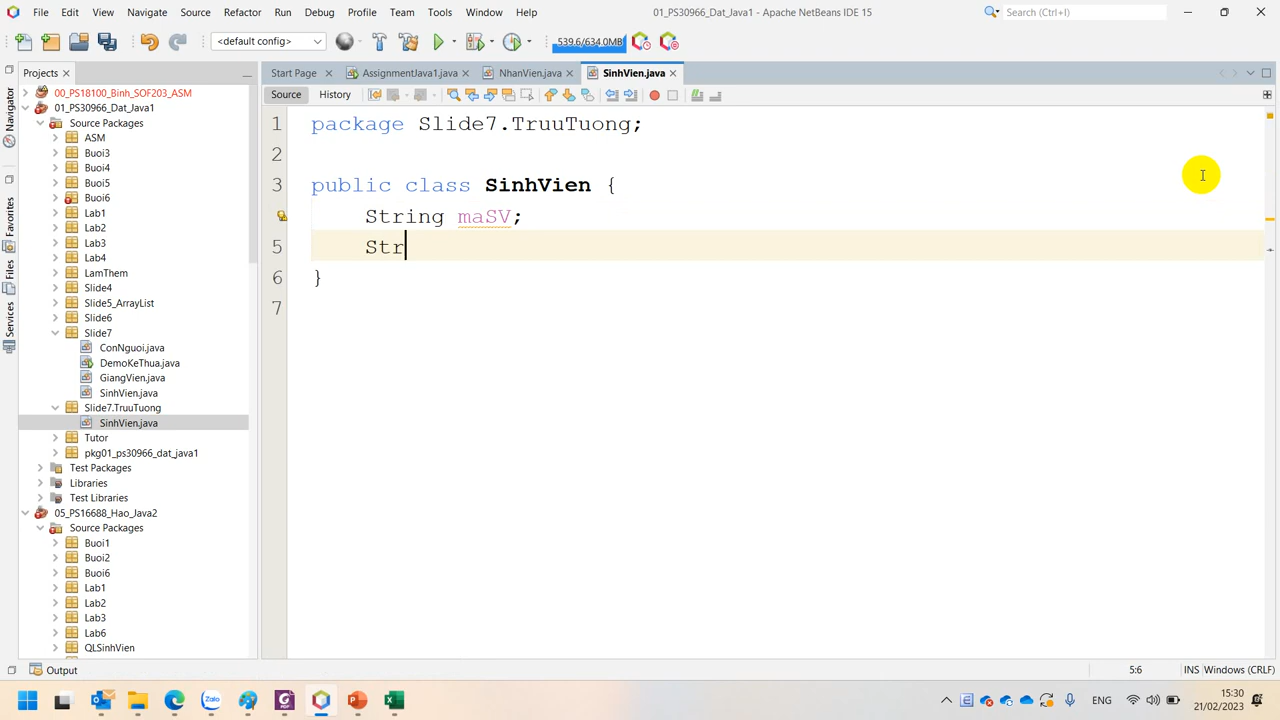 File Edit View Navigate Source Refactor Run Debug Profile Team Tools Window Help
01_PS30966_Dat_Java1 - Apache NetBeans IDE 15
Search (Ctrl+I)
<default config>
539.6/634.0MB
Projects
Start Page
AssignmentJava1.java
NhanVien.java
SinhVien.java
Source
History
Navigator
Favorites
Files
Services
00_PS18100_Binh_SOF203_ASM
01_PS30966_Dat_Java1
Source Packages
ASM
Buoi3
Buoi4
Buoi5
Buoi6
Lab1
Lab2
Lab3
Lab4
LamThem
Slide4
Slide5_ArrayList
Slide6
Slide7
ConNguoi.java
DemoKeThua.java
GiangVien.java
SinhVien.java
Slide7.TruuTuong
SinhVien.java
Tutor
pkg01_ps30966_dat_java1
Test Packages
Libraries
Test Libraries
05_PS16688_Hao_Java2
Source Packages
Buoi1
Buoi2
Buoi6
Lab1
Lab2
Lab3
Lab6
QLSinhVien
1 package Slide7.TruuTuong;
2
3 public class SinhVien {
String maSV;
5 Str
6 }
7
Output
5:6
INS Windows (CRLF)
Zalo
ENG
15:30
21/02/2023